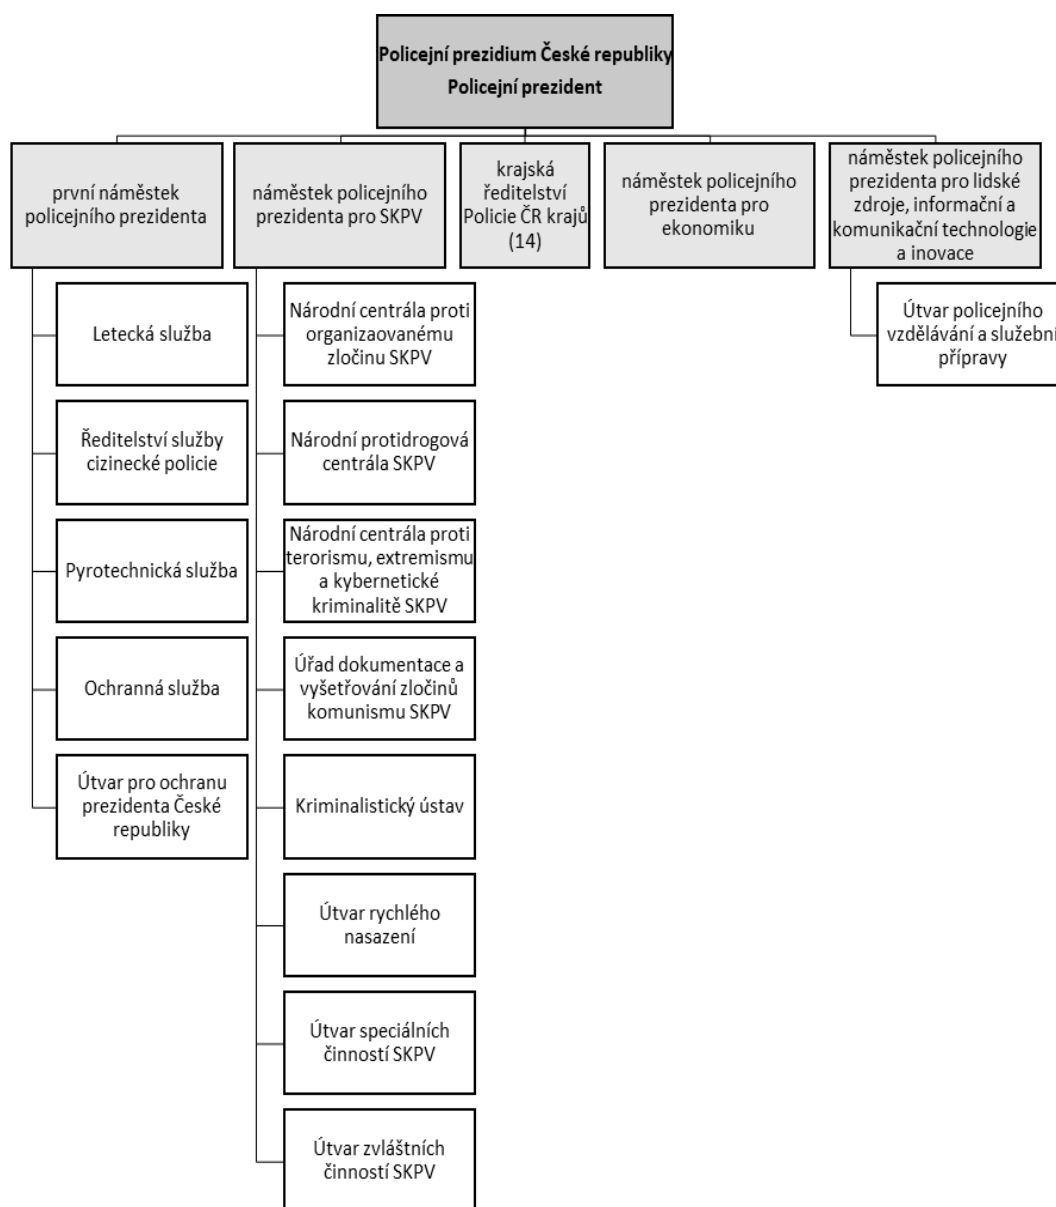 Policejní prezidium České republiky
Policejní prezident
první náměstek
policejního prezidenta
náměstek policejního
prezidenta pro SKPV
krajská
ředitelství
Policie ČR krajů
(14)
náměstek policejního
prezidenta pro
ekonomiku
náměstek policejního
prezidenta pro lidské
zdroje, informační a
komunikační technologie
a inovace
Letecká služba
Ředitelství služby
cizinecké policie
Pyrotechnická služba
Ochranná služba
Útvar pro ochranu
prezidenta České
republiky
Národní centrála proti
organizaovanému
zločinu SKPV
Národní protidrogová
centrála SKPV
Národní centrála proti
terorismu, extremismu
a kybernetické
kriminalitě SKPV
Úřad dokumentace a
vyšetřování zločinů
komunismu SKPV
Kriminalistický ústav
Útvar rychlého
nasazení
Útvar speciálních
činností SKPV
Útvar zvláštních
činností SKPV
Útvar policejního
vzdělávání a služební
přípravy